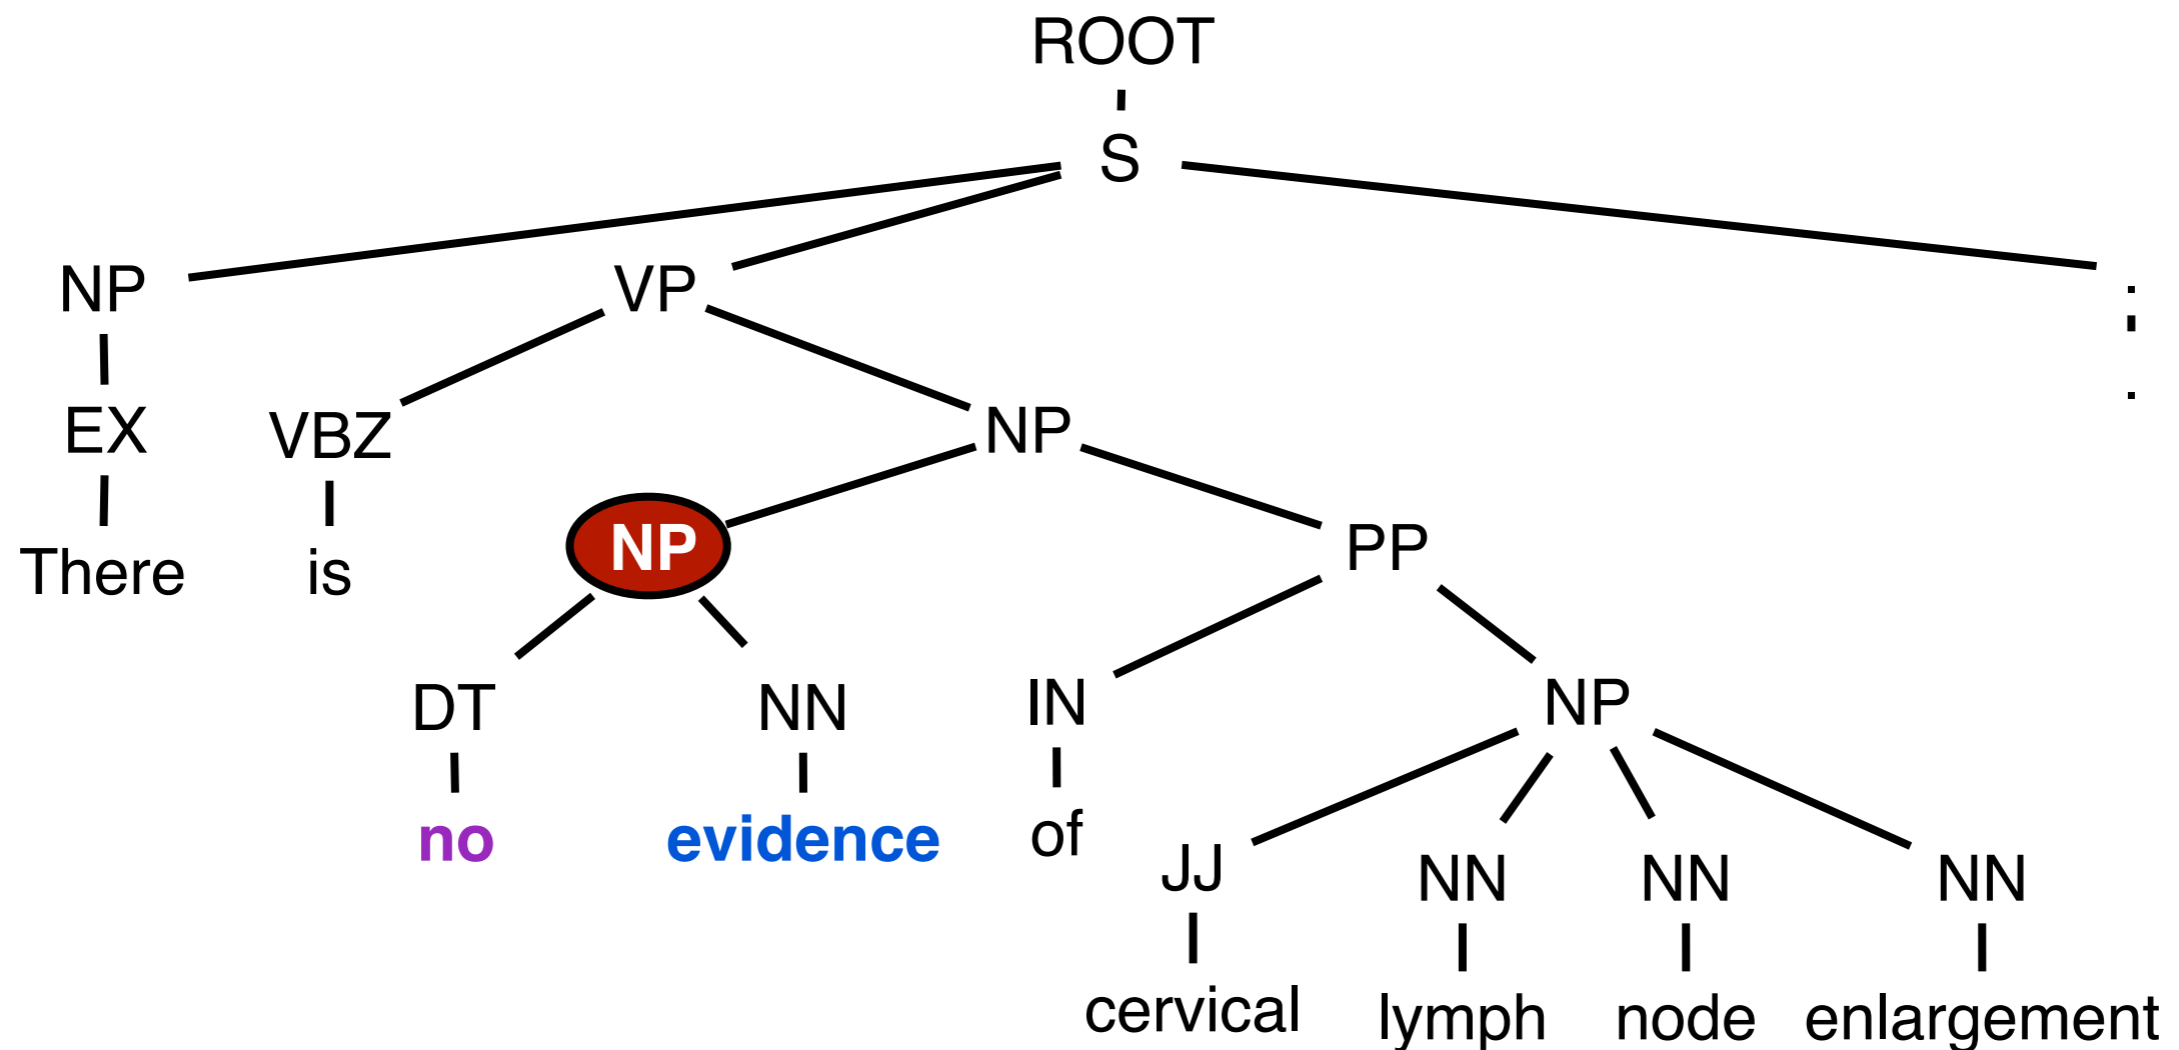 ROOT
S
NP VP .
EX VBZ NP .
There is NP PP
DT NN IN NP
no evidence of
JJ NN NN NN
cervical lymph node enlargement